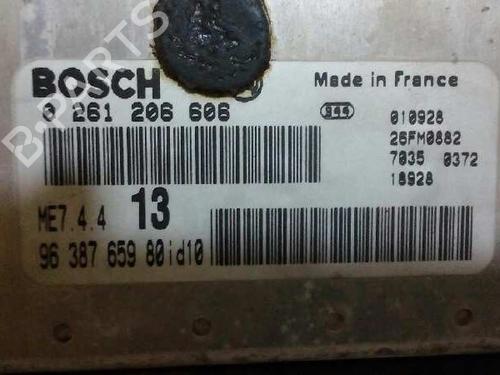 BOSCH
Made in France
0 261 206 606
010928
26FM0882
7035 0372
18928
ME7.4.4 13
96 387 659 80id10
B-PARTS